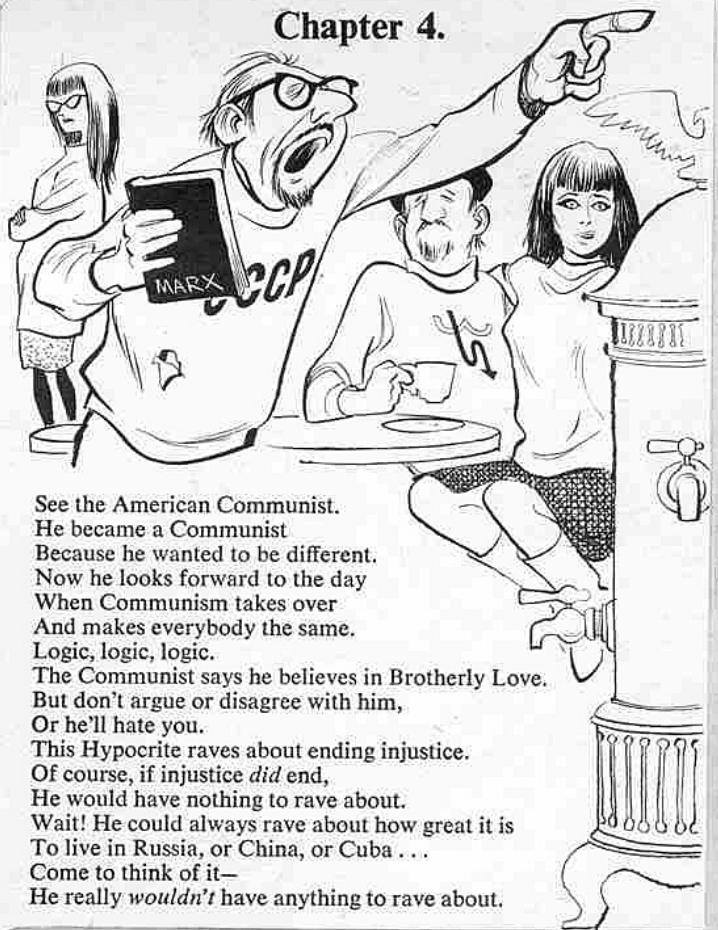 Chapter 4.
MARX
СССР
See the American Communist.
He became a Communist
Because he wanted to be different.
Now he looks forward to the day
When Communism takes over
And makes everybody the same.
Logic, logic, logic.
The Communist says he believes in Brotherly Love.
But don't argue or disagree with him,
Or he'll hate you.
This Hypocrite raves about ending injustice.
Of course, if injustice did end,
He would have nothing to rave about.
Wait! He could always rave about how great it is
To live in Russia, or China, or Cuba . . .
Come to think of it—
He really wouldn't have anything to rave about.